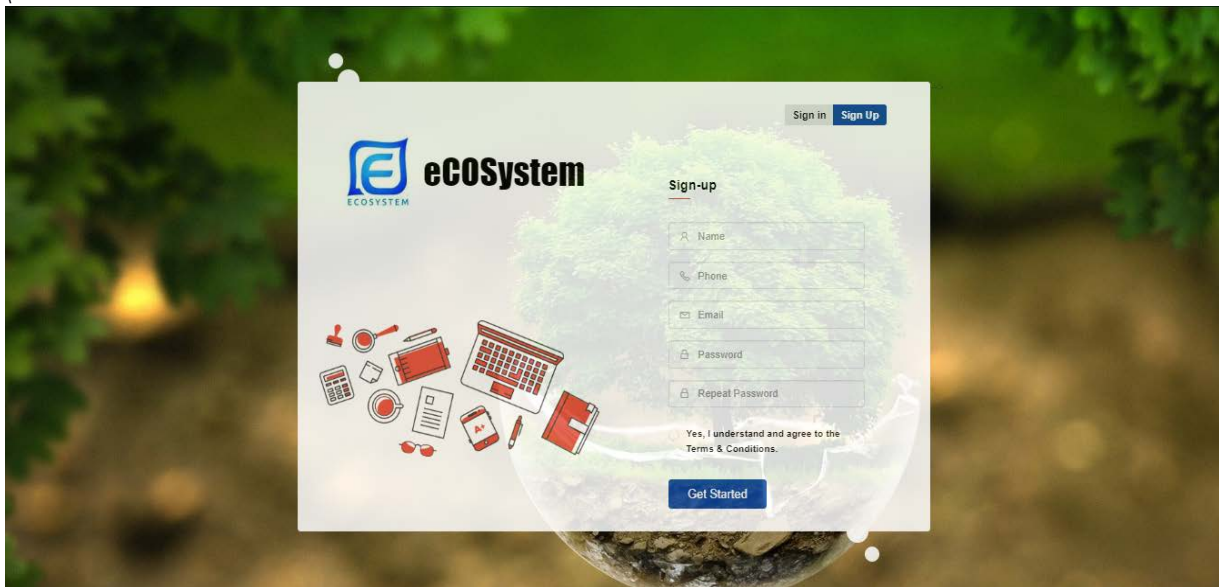 Sign in Sign Up
eCOSystem
ECOSYSTEM
Sign-up
Name
Phone
Email
Password
Repeat Password
Yes, I understand and agree to the
Terms & Conditions.
Get Started
A+